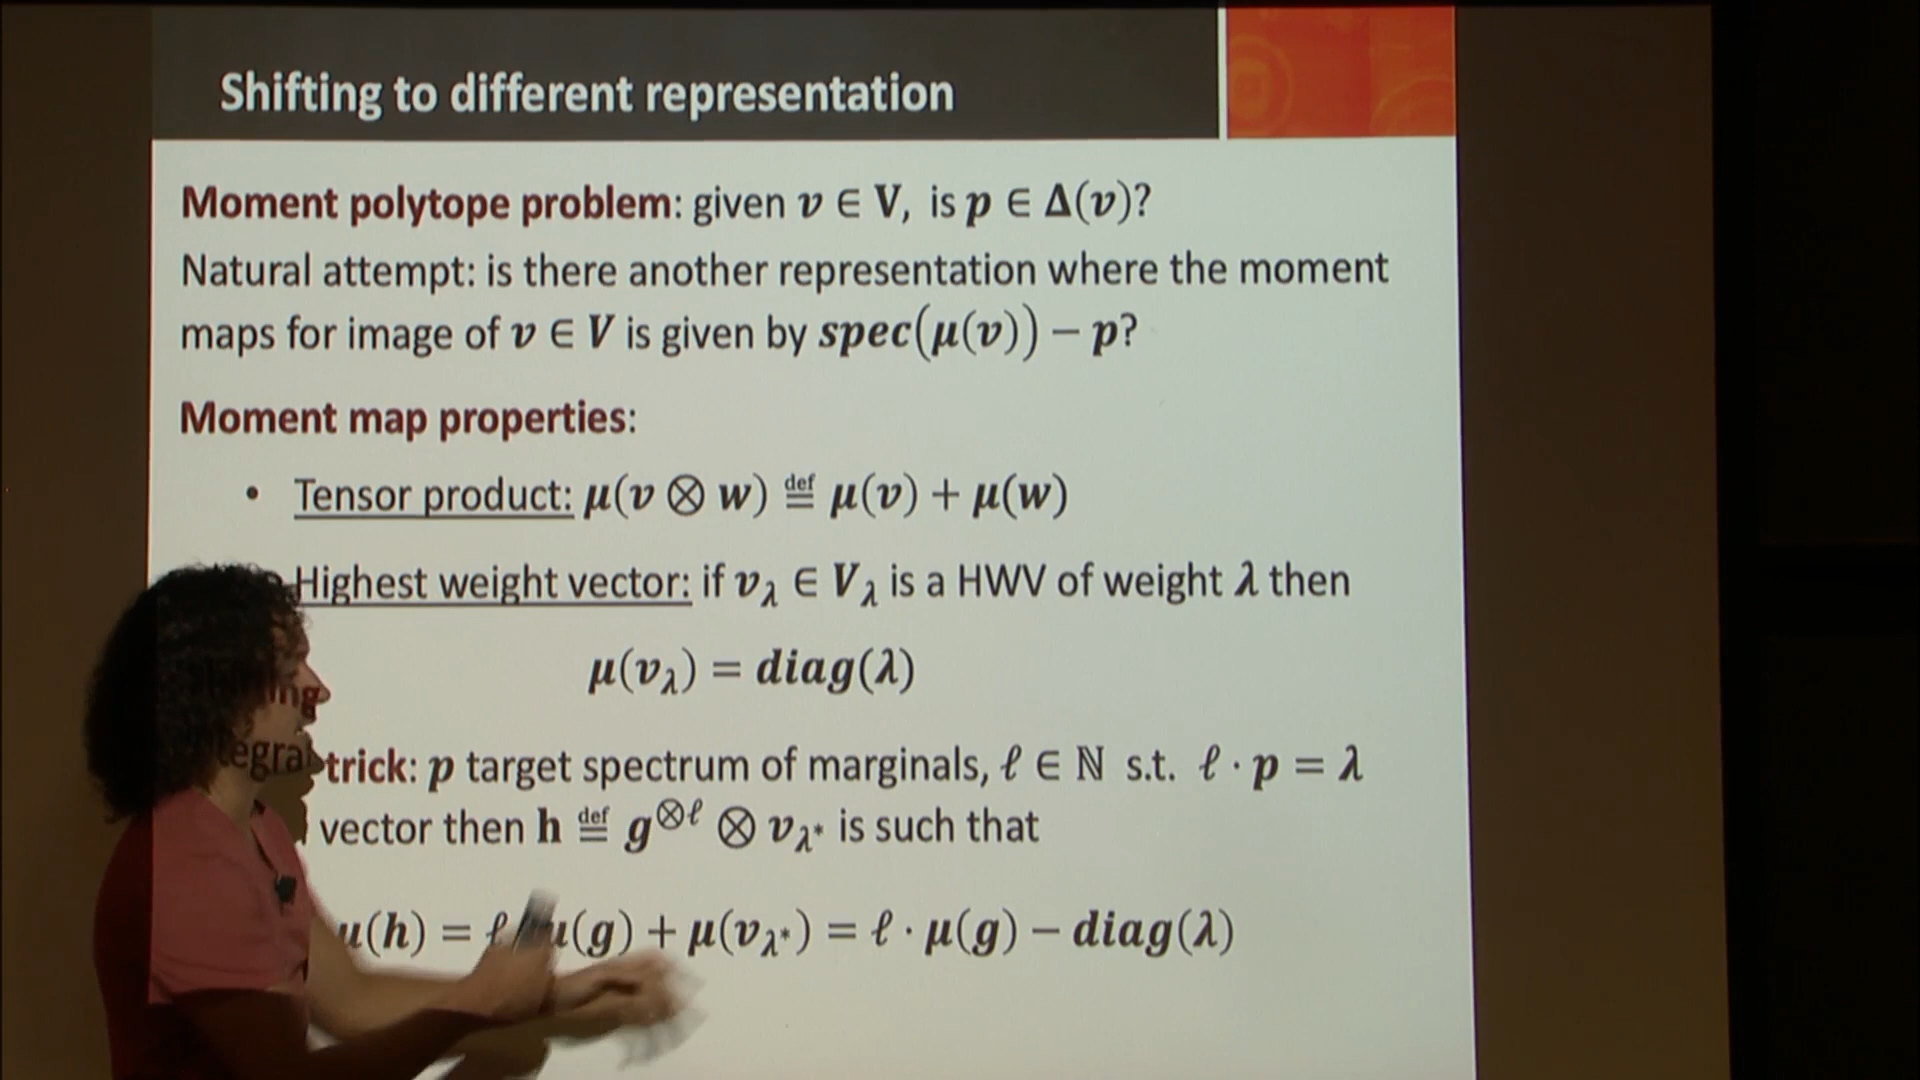 Shifting to different representation
Moment polytope problem: given v ∈ V, is p ∈ Δ(v)?
Natural attempt: is there another representation where the moment
maps for image of v ∈ V is given by spec(μ(v)) − p?
Moment map properties:
• Tensor product: μ(v ⊗ w) ≝ μ(v) + μ(w)
Highest weight vector: if v_λ ∈ V_λ is a HWV of weight λ then
μ(v_λ) = diag(λ)
trick: p target spectrum of marginals, ℓ ∈ ℕ s.t. ℓ · p = λ
vector then h ≝ g^{⊗ℓ} ⊗ v_{λ*} is such that
μ(h) = ℓ · μ(g) + μ(v_{λ*}) = ℓ · μ(g) − diag(λ)